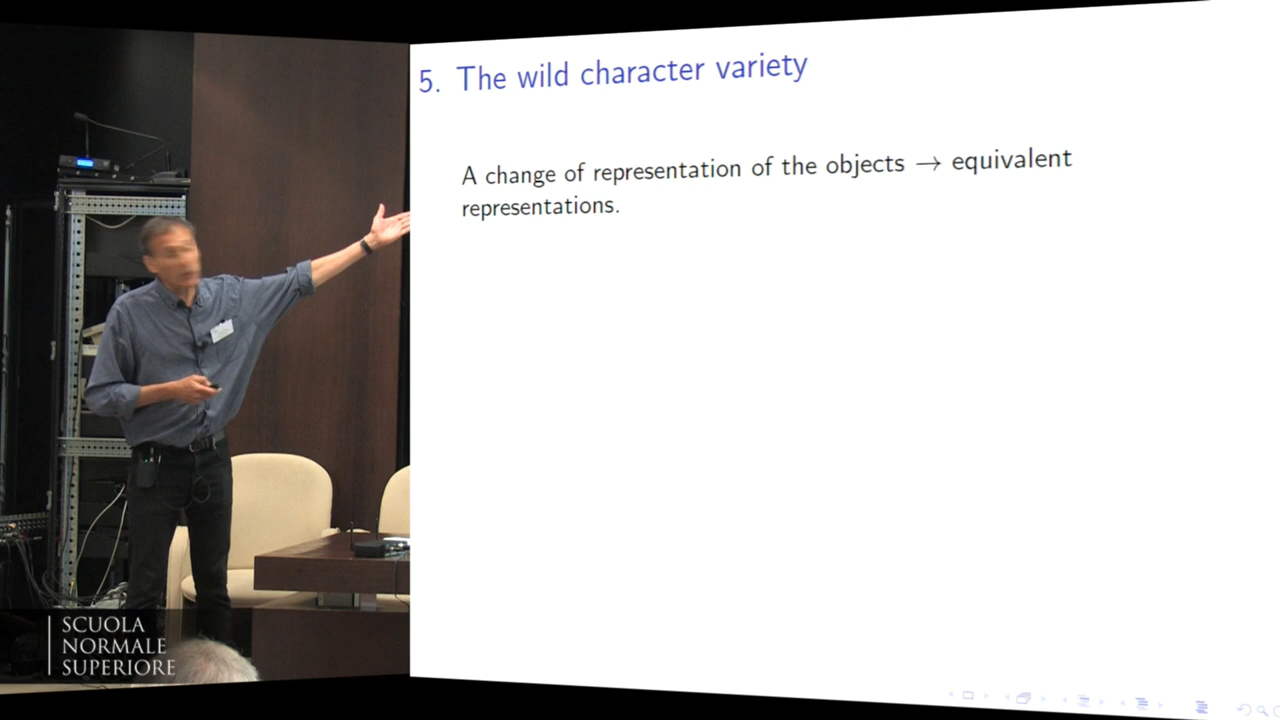 5. The wild character variety
A change of representation of the objects → equivalent
representations.
SCUOLA
NORMALE
SUPERIORE